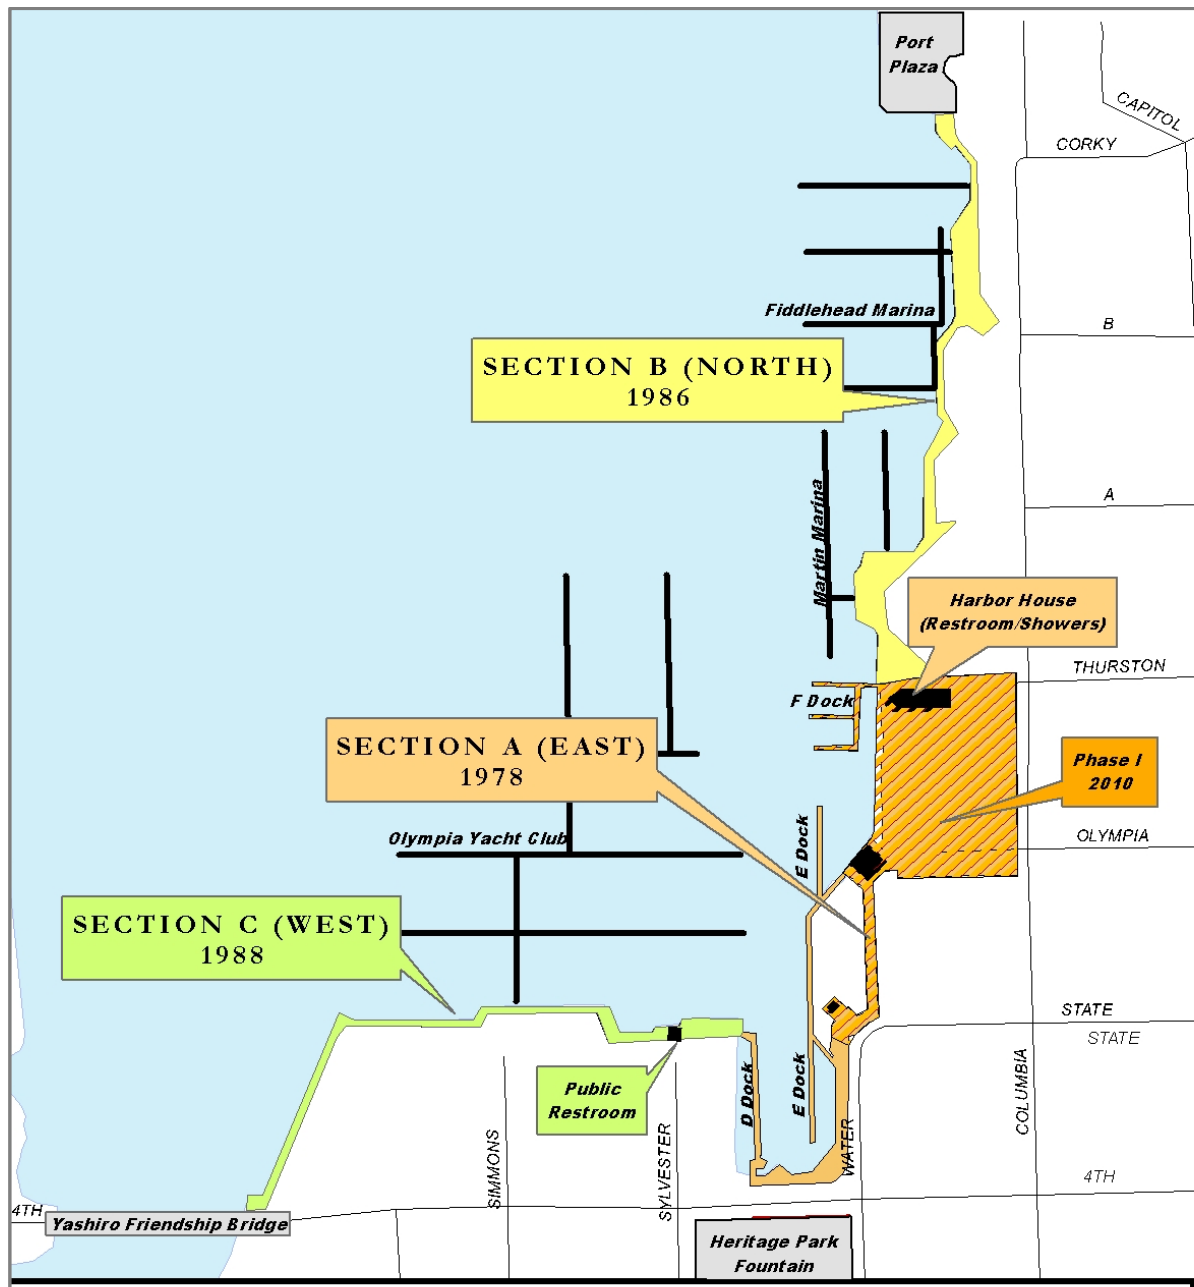 Port
Plaza
CAPITOL
CORKY
Fiddlehead Marina
B
SECTION B (NORTH)
1986
Martin Marina
A
Harbor House
(Restroom/Showers)
THURSTON
F Dock
SECTION A (EAST)
1978
Phase I
2010
Olympia Yacht Club
E Dock
OLYMPIA
SECTION C (WEST)
1988
STATE
STATE
COLUMBIA
Public
Restroom
D Dock
E Dock
SIMMONS
SYLVESTER
WATER
4TH
4TH
Yashiro Friendship Bridge
Heritage Park
Fountain